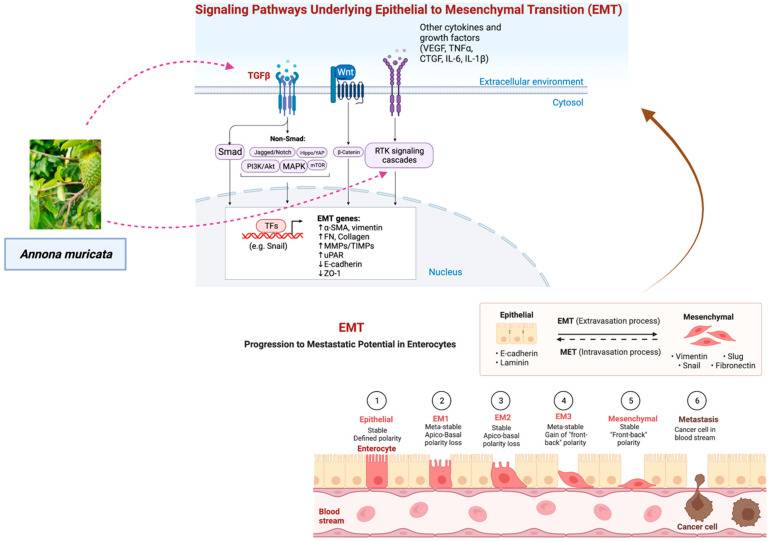 Signaling Pathways Underlying Epithelial to Mesenchymal Transition (EMT)
Other cytokines and
growth factors
(VEGF, TNFα,
CTGF, IL-6, IL-1β)
TGFβ
Wnt
Extracellular environment
Cytosol
Non-Smad:
Smad
Jagged/Notch
Hippo/YAP
PI3K/Akt
MAPK
mTOR
β-Catenin
RTK signaling
cascades
Annona muricata
TFs
(e.g. Snail)
EMT genes:
↑α-SMA, vimentin
↑FN, Collagen
↑MMPs/TIMPs
↑uPAR
↓E-cadherin
↓ZO-1
Nucleus
EMT
Progression to Mestastatic Potential in Enterocytes
Epithelial
• E-cadherin
• Laminin
EMT (Extravasation process)
MET (Intravasation process)
Mesenchymal
• Vimentin • Slug
• Snail • Fibronectin
1
Epithelial
Stable
Defined polarity
Enterocyte
2
EM1
Meta-stable
Apico-Basal
polarity loss
3
EM2
Stable
Apico-basal
polarity loss
4
EM3
Meta-stable
Gain of "front-
back" polarity
5
Mesenchymal
Stable
"Front-back"
polarity
6
Metastasis
Cancer cell in
blood stream
Blood
stream
Cancer cell